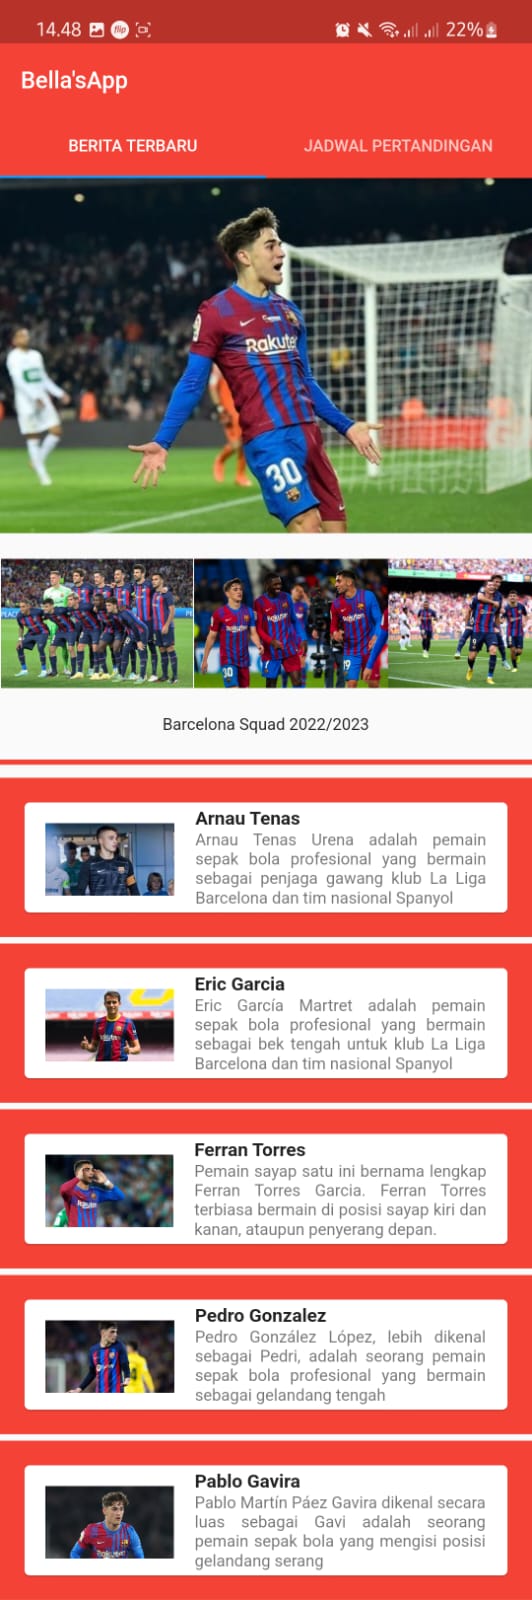 14.48 flip 22%
Bella'sApp
BERITA TERBARU JADWAL PERTANDINGAN
Rakuten
30
30
19
9
Barcelona Squad 2022/2023
Arnau Tenas
Arnau Tenas Urena adalah pemain
sepak bola profesional yang bermain
sebagai penjaga gawang klub La Liga
Barcelona dan tim nasional Spanyol
Eric Garcia
Eric García Martret adalah pemain
sepak bola profesional yang bermain
sebagai bek tengah untuk klub La Liga
Barcelona dan tim nasional Spanyol
Ferran Torres
Pemain sayap satu ini bernama lengkap
Ferran Torres Garcia. Ferran Torres
terbiasa bermain di posisi sayap kiri dan
kanan, ataupun penyerang depan.
Pedro Gonzalez
Pedro González López, lebih dikenal
sebagai Pedri, adalah seorang pemain
sepak bola profesional yang bermain
sebagai gelandang tengah
Pablo Gavira
Pablo Martín Páez Gavira dikenal secara
luas sebagai Gavi adalah seorang
pemain sepak bola yang mengisi posisi
gelandang serang